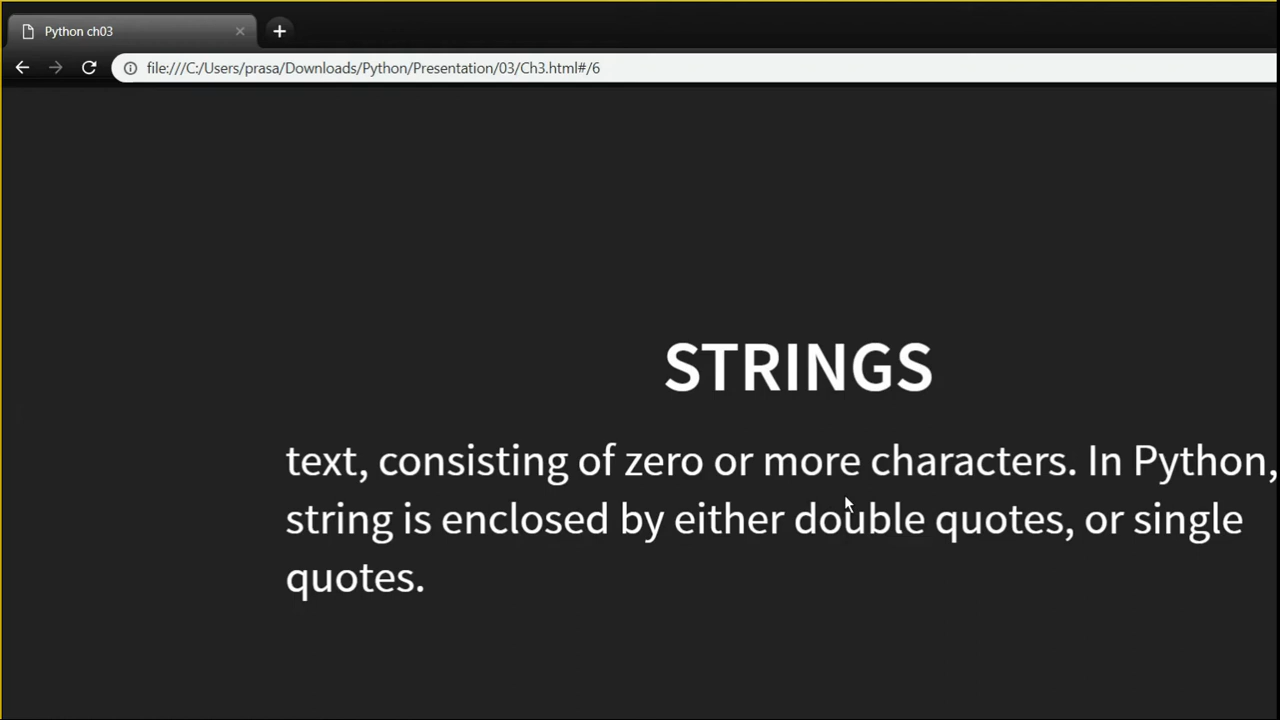 Python ch03
file:///C:/Users/prasa/Downloads/Python/Presentation/03/Ch3.html#/6
STRINGS
text, consisting of zero or more characters. In Python,
string is enclosed by either double quotes, or single
quotes.